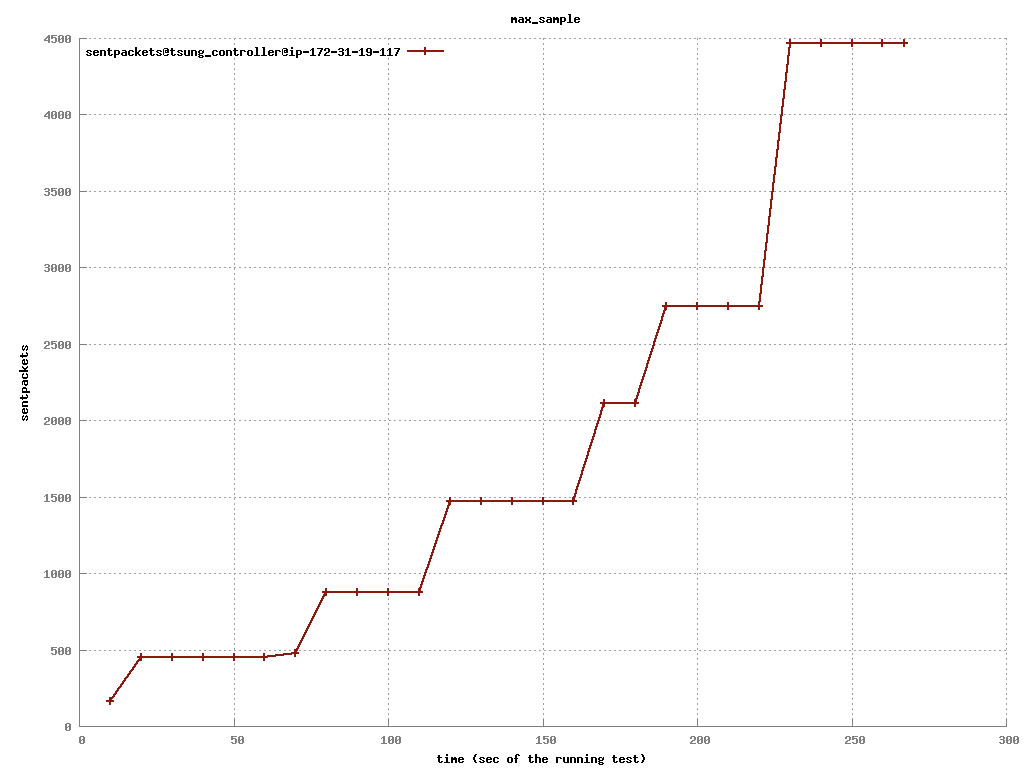 max_sample
sentpackets@tsung_controller@ip-172-31-19-117
4500
4000
3500
3000
2500
2000
1500
1000
500
0
sentpackets
0 50 100 150 200 250 300
time (sec of the running test)